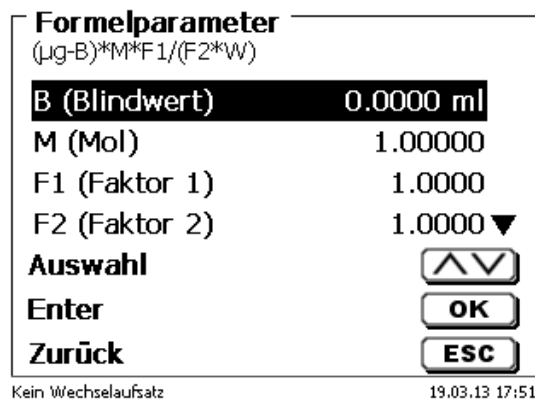 Formelparameter
(µg-B)*M*F1/(F2*W)
B (Blindwert) 0.0000 ml
M (Mol) 1.00000
F1 (Faktor 1) 1.0000
F2 (Faktor 2) 1.0000
Auswahl
Enter OK
Zurück ESC
Kein Wechselaufsatz 19.03.13 17:51